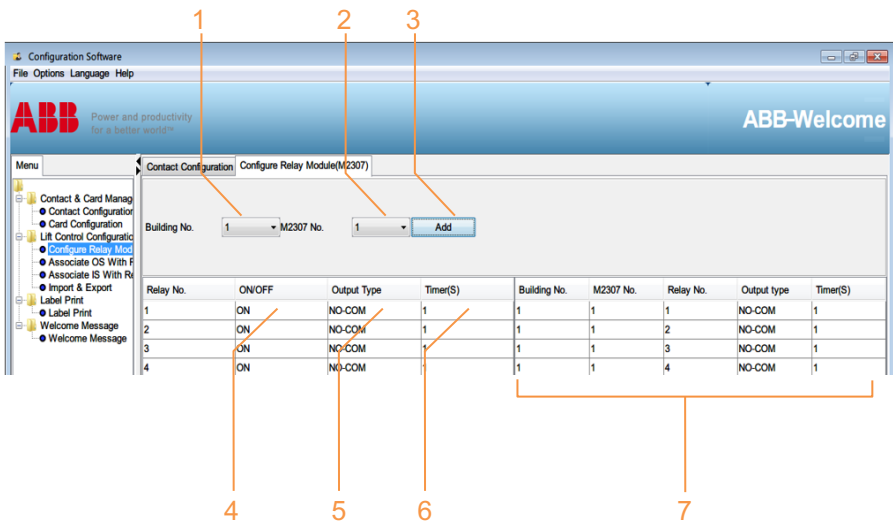 1 2 3
Configuration Software
File Options Language Help
ABB Power and productivity
for a better world™
ABB-Welcome
Menu
Contact Configuration Configure Relay Module(M2307)
Contact & Card Manag
Contact Configuration
Card Configuration
Lift Control Configuratio
Configure Relay Mod
Associate OS With F
Associate IS With Re
Import & Export
Label Print
Label Print
Welcome Message
Welcome Message
Building No. 1 M2307 No. 1 Add
Relay No. ON/OFF Output Type Timer(S) Building No. M2307 No. Relay No. Output type Timer(S)
1 ON NO-COM 1 1 1 1 NO-COM 1
2 ON NO-COM 1 1 1 2 NO-COM 1
3 ON NO-COM 1 1 1 3 NO-COM 1
4 ON NO-COM 1 1 1 4 NO-COM 1
4 5 6 7